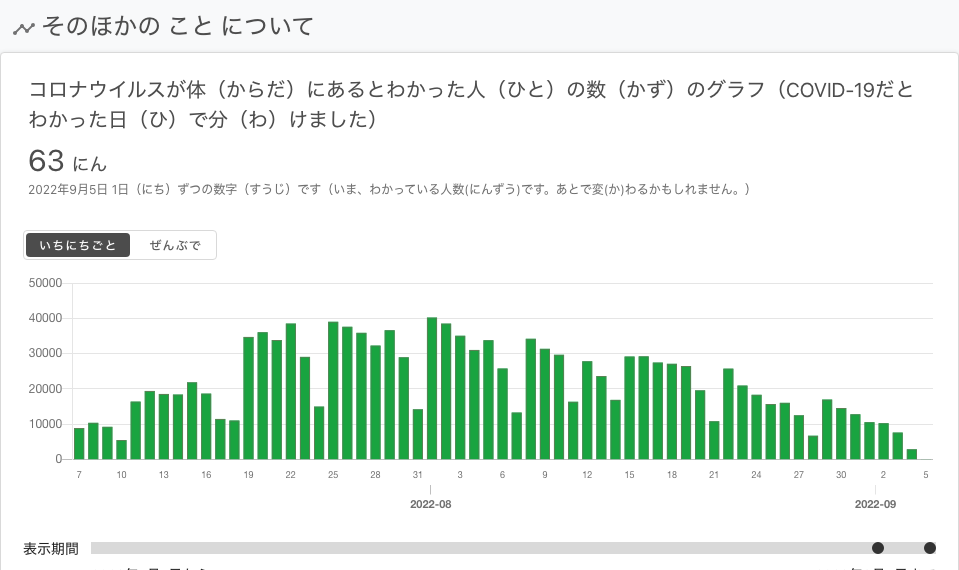 そのほかの こと について
コロナウイルスが体（からだ）にあるとわかった人（ひと）の数（かず）のグラフ（COVID-19だと
わかった日（ひ）で分（わ）けました）
63 にん
2022年9月5日 1日（にち）ずつの数字（すうじ）です（いま、わかっている人数(にんずう)です。あとで変(か)わるかもしれません。）
いちにちごと ぜんぶで
50000
40000
30000
20000
10000
0
7 10 13 16 19 22 25 28 31 3 6 9 12 15 18 21 24 27 30 2 5
2022-08 2022-09
表示期間